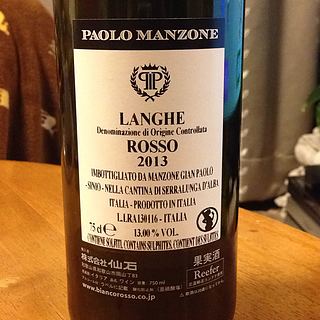 PAOLO MANZONE
LANGHE
Denominazione di Origine Controllata
ROSSO
2013
IMBOTTIGLIATO DA MANZONE GIAN PAOLO
- SINIO - NELLA CANTINA DI SERRALUNGA D'ALBA
ITALIA - PRODOTTO IN ITALIA
L.I.RA130116 - ITALIA
75 cl e 13.00 % VOL.
CONTIENE SOLFITI, CONTAINS SULPHITES, CONTIENT DES SULFITES
株式会社 仙石
果実酒
Reefer
www.biancorosso.co.jp